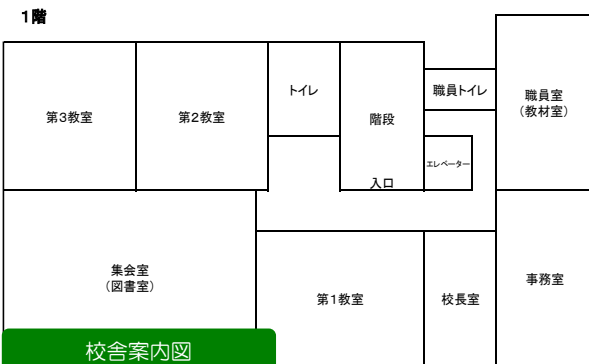 1階
第3教室
第2教室
トイレ
階段
入口
職員トイレ
エレベーター
職員室
（教材室）
集会室
（図書室）
第1教室
校長室
事務室
校舎案内図